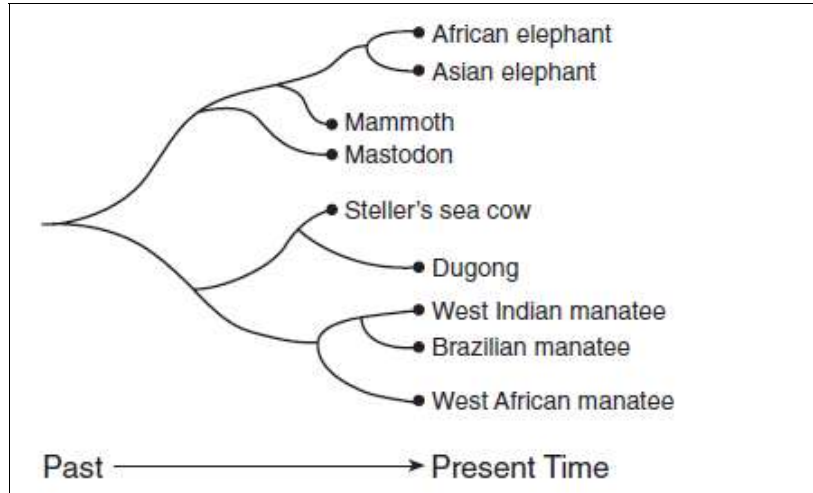 African elephant
Asian elephant
Mammoth
Mastodon
Steller's sea cow
Dugong
West Indian manatee
Brazilian manatee
West African manatee
Past Present Time